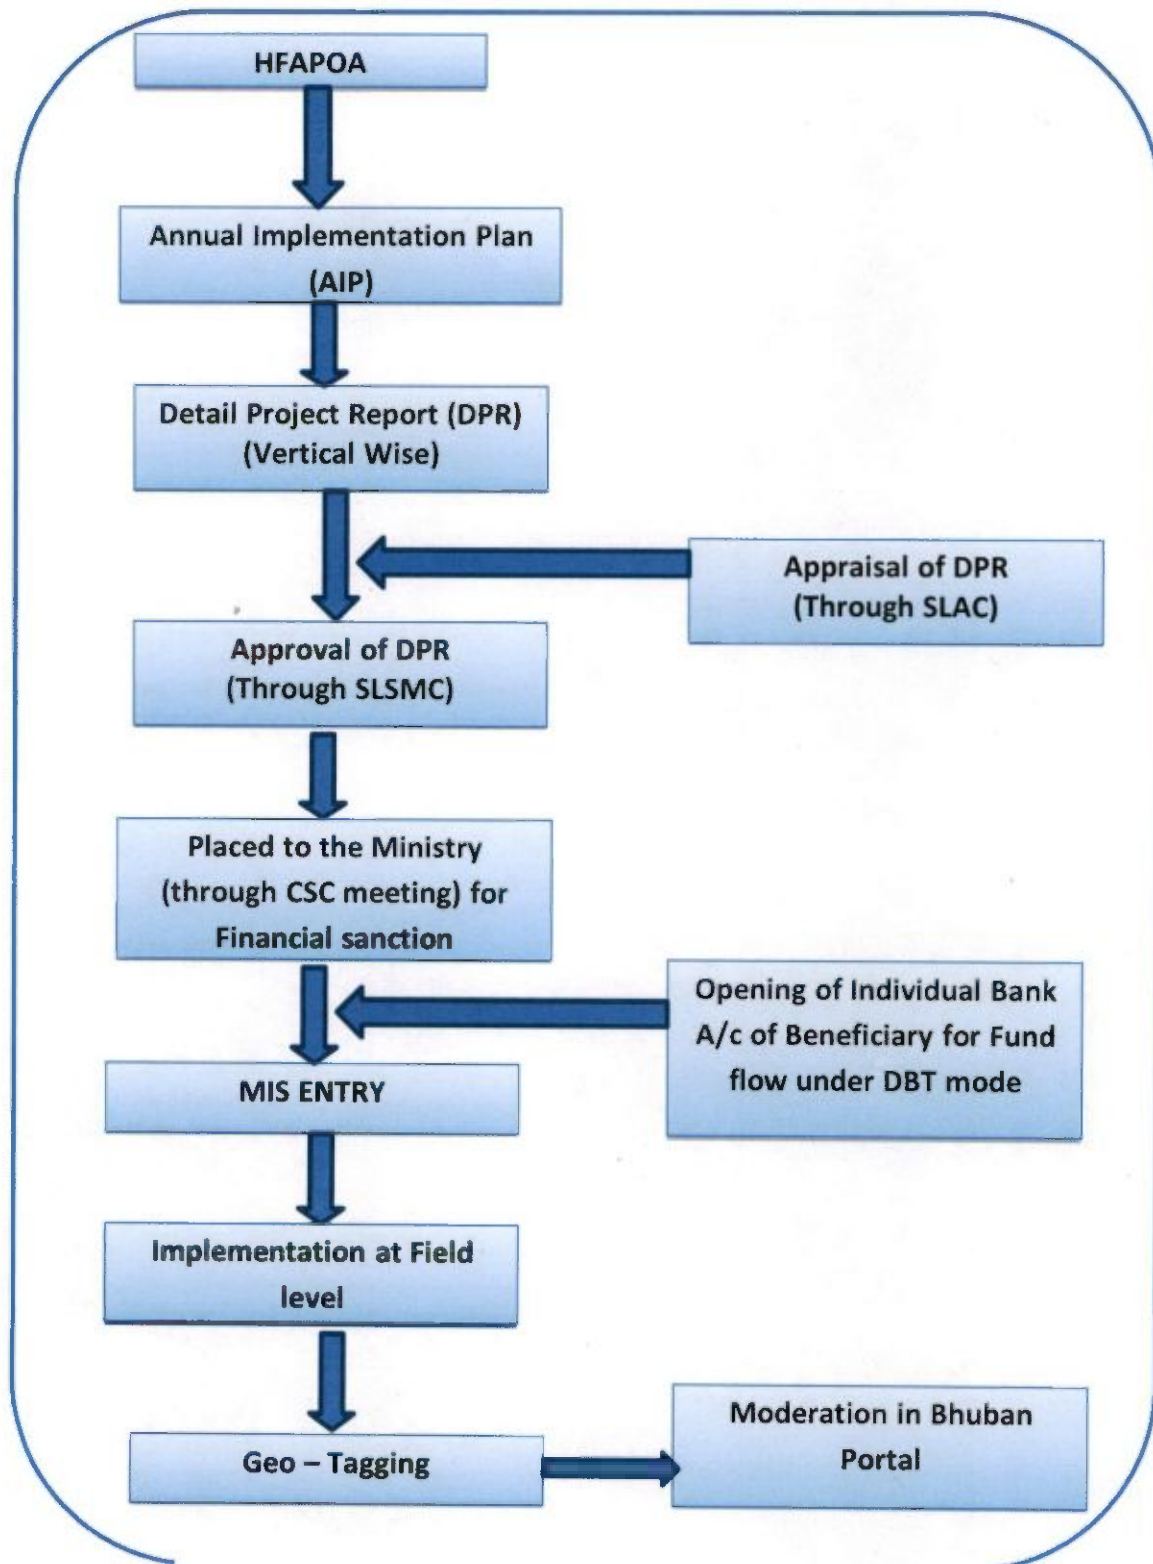 HFAPOA
Annual Implementation Plan
(AIP)
Detail Project Report (DPR)
(Vertical Wise)
Appraisal of DPR
(Through SLAC)
Approval of DPR
(Through SLSMC)
Placed to the Ministry
(through CSC meeting) for
Financial sanction
Opening of Individual Bank
A/c of Beneficiary for Fund
flow under DBT mode
MIS ENTRY
Implementation at Field
level
Geo – Tagging
Moderation in Bhuban
Portal